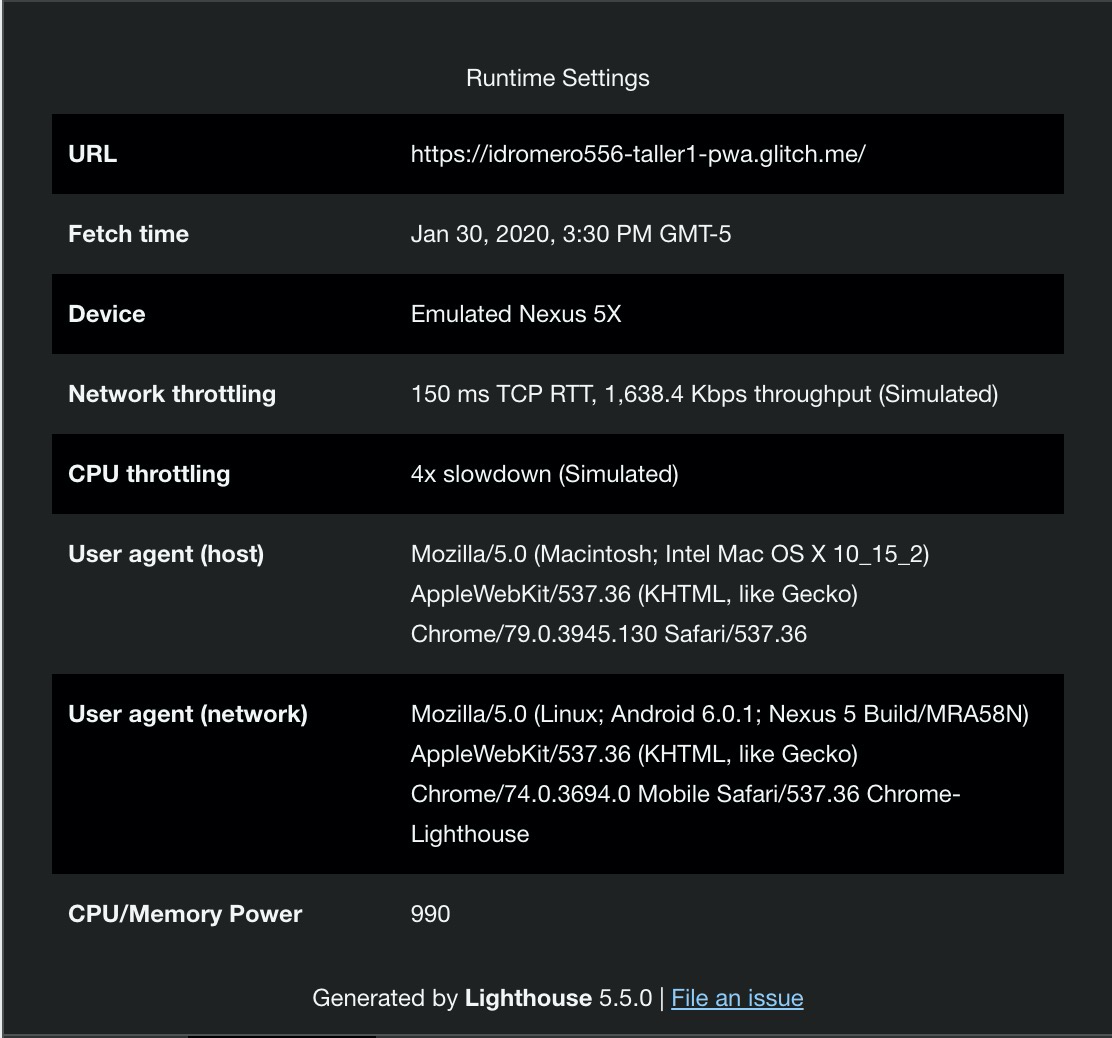 Runtime Settings
URL https://idromero556-taller1-pwa.glitch.me/
Fetch time Jan 30, 2020, 3:30 PM GMT-5
Device Emulated Nexus 5X
Network throttling 150 ms TCP RTT, 1,638.4 Kbps throughput (Simulated)
CPU throttling 4x slowdown (Simulated)
User agent (host) Mozilla/5.0 (Macintosh; Intel Mac OS X 10_15_2)
AppleWebKit/537.36 (KHTML, like Gecko)
Chrome/79.0.3945.130 Safari/537.36
User agent (network) Mozilla/5.0 (Linux; Android 6.0.1; Nexus 5 Build/MRA58N)
AppleWebKit/537.36 (KHTML, like Gecko)
Chrome/74.0.3694.0 Mobile Safari/537.36 Chrome-
Lighthouse
CPU/Memory Power 990
Generated by Lighthouse 5.5.0 | File an issue